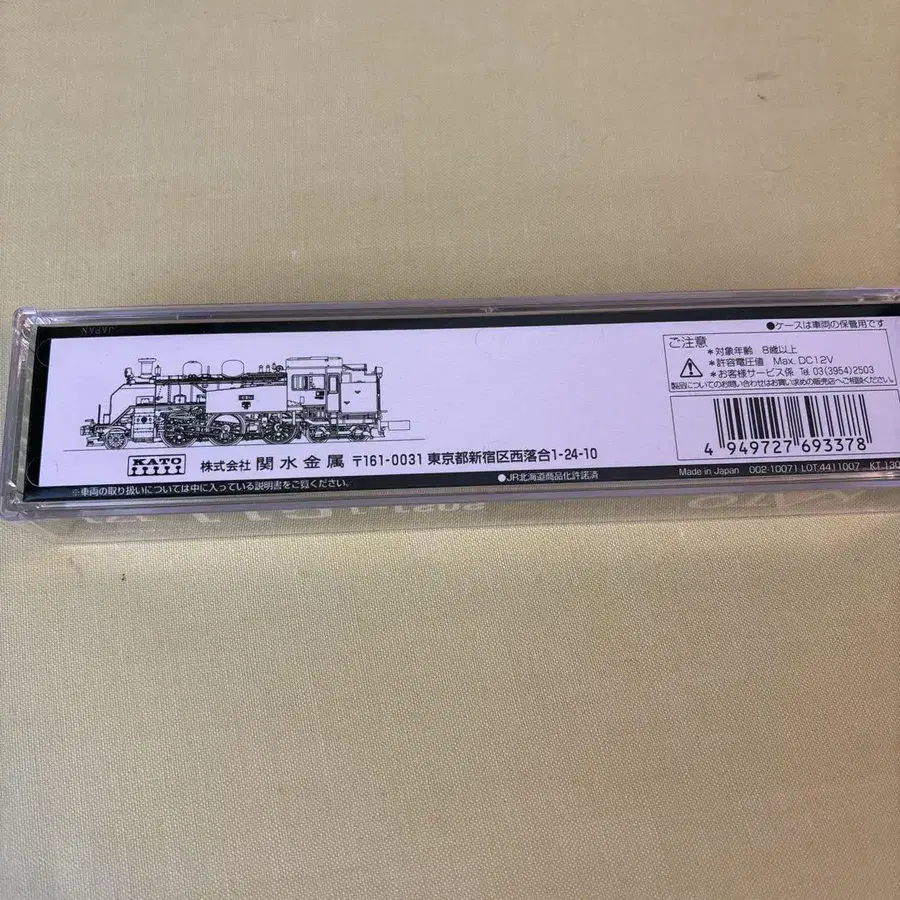 JAPAN
●ケースは車両の保管用です
ご注意
*対象年齢 8歳以上
*許容電圧値 Max. DC12V
*お客様サービス係 Tel. 03(3954)2503
製品についてのお問い合わせはお買い求めの販売店へご相談ください。
4 949727 693378
KATO
株式会社 関水金属 〒161-0031 東京都新宿区西落合1-24-10
※車両の取り扱いについては中に入っている説明書をご覧ください。
●JR北海道商品化許諾済
Made in Japan 002-10071 LOT.4411007 KT130